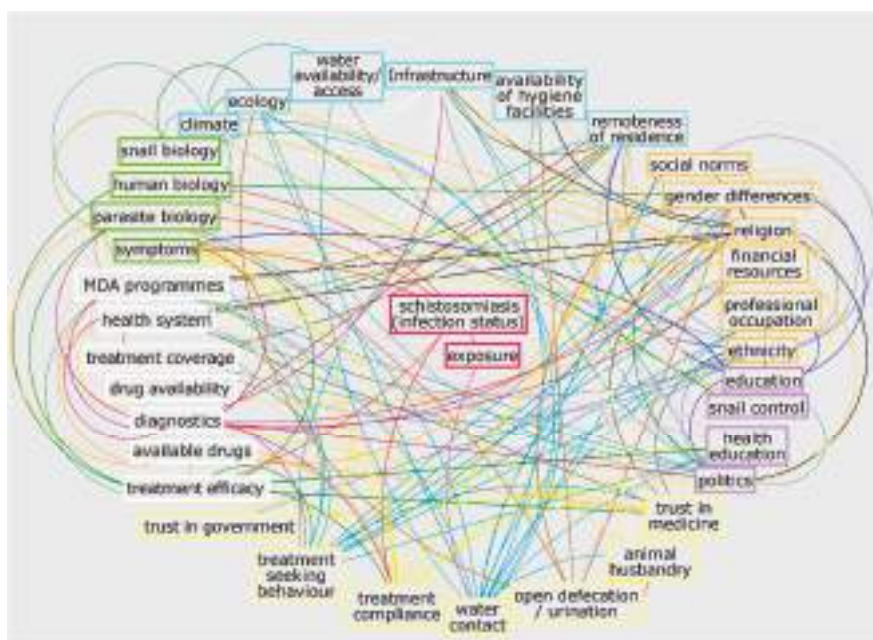 water
availability/
access
Infrastructure
availability
of hygiene
facilities
ecology
climate
remoteness
of residence
snail biology
social norms
human biology
gender differences
parasite biology
religion
symptoms
financial
resources
MDA programmes
schistosomiasis
(infection status)
professional
occupation
health system
exposure
treatment coverage
ethnicity
drug availability
education
snail control
diagnostics
health
education
available drugs
politics
treatment efficacy
trust in
medicine
trust in government
animal
husbandry
treatment
seeking
behaviour
treatment
compliance
water
contact
open defecation
/ urination